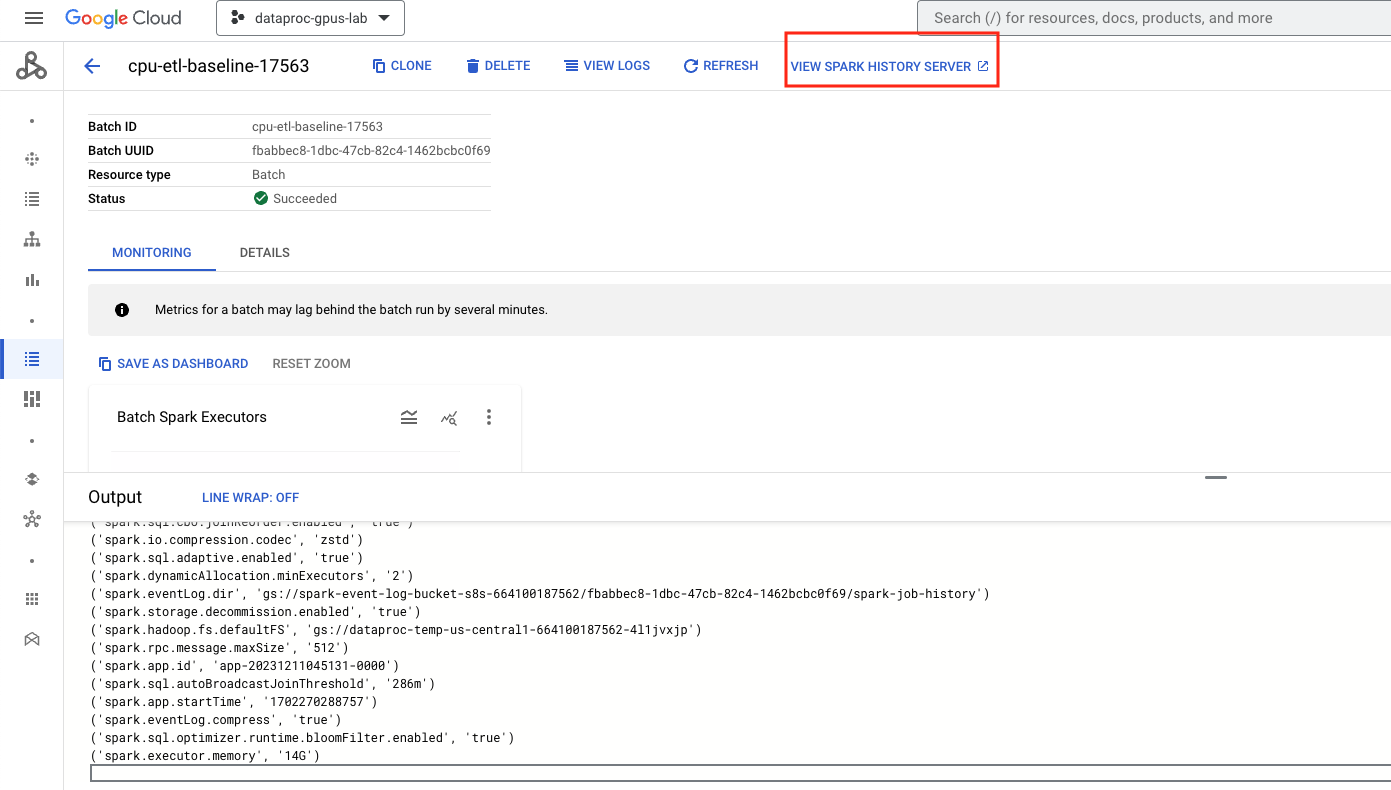 Google Cloud
dataproc-gpus-lab
Search (/) for resources, docs, products, and more
cpu-etl-baseline-17563
CLONE
DELETE
VIEW LOGS
REFRESH
VIEW SPARK HISTORY SERVER
Batch ID cpu-etl-baseline-17563
Batch UUID fbabbec8-1dbc-47cb-82c4-1462bcbc0f69
Resource type Batch
Status Succeeded
MONITORING
DETAILS
Metrics for a batch may lag behind the batch run by several minutes.
SAVE AS DASHBOARD
RESET ZOOM
Batch Spark Executors
Output
LINE WRAP: OFF
('spark.sql.cbo.joinReorder.enabled', 'true')
('spark.io.compression.codec', 'zstd')
('spark.sql.adaptive.enabled', 'true')
('spark.dynamicAllocation.minExecutors', '2')
('spark.eventLog.dir', 'gs://spark-event-log-bucket-s8s-664100187562/fbabbec8-1dbc-47cb-82c4-1462bcbc0f69/spark-job-history')
('spark.storage.decommission.enabled', 'true')
('spark.hadoop.fs.defaultFS', 'gs://dataproc-temp-us-central1-664100187562-4l1jvxjp')
('spark.rpc.message.maxSize', '512')
('spark.app.id', 'app-20231211045131-0000')
('spark.sql.autoBroadcastJoinThreshold', '286m')
('spark.app.startTime', '1702270288757')
('spark.eventLog.compress', 'true')
('spark.sql.optimizer.runtime.bloomFilter.enabled', 'true')
('spark.executor.memory', '14G')